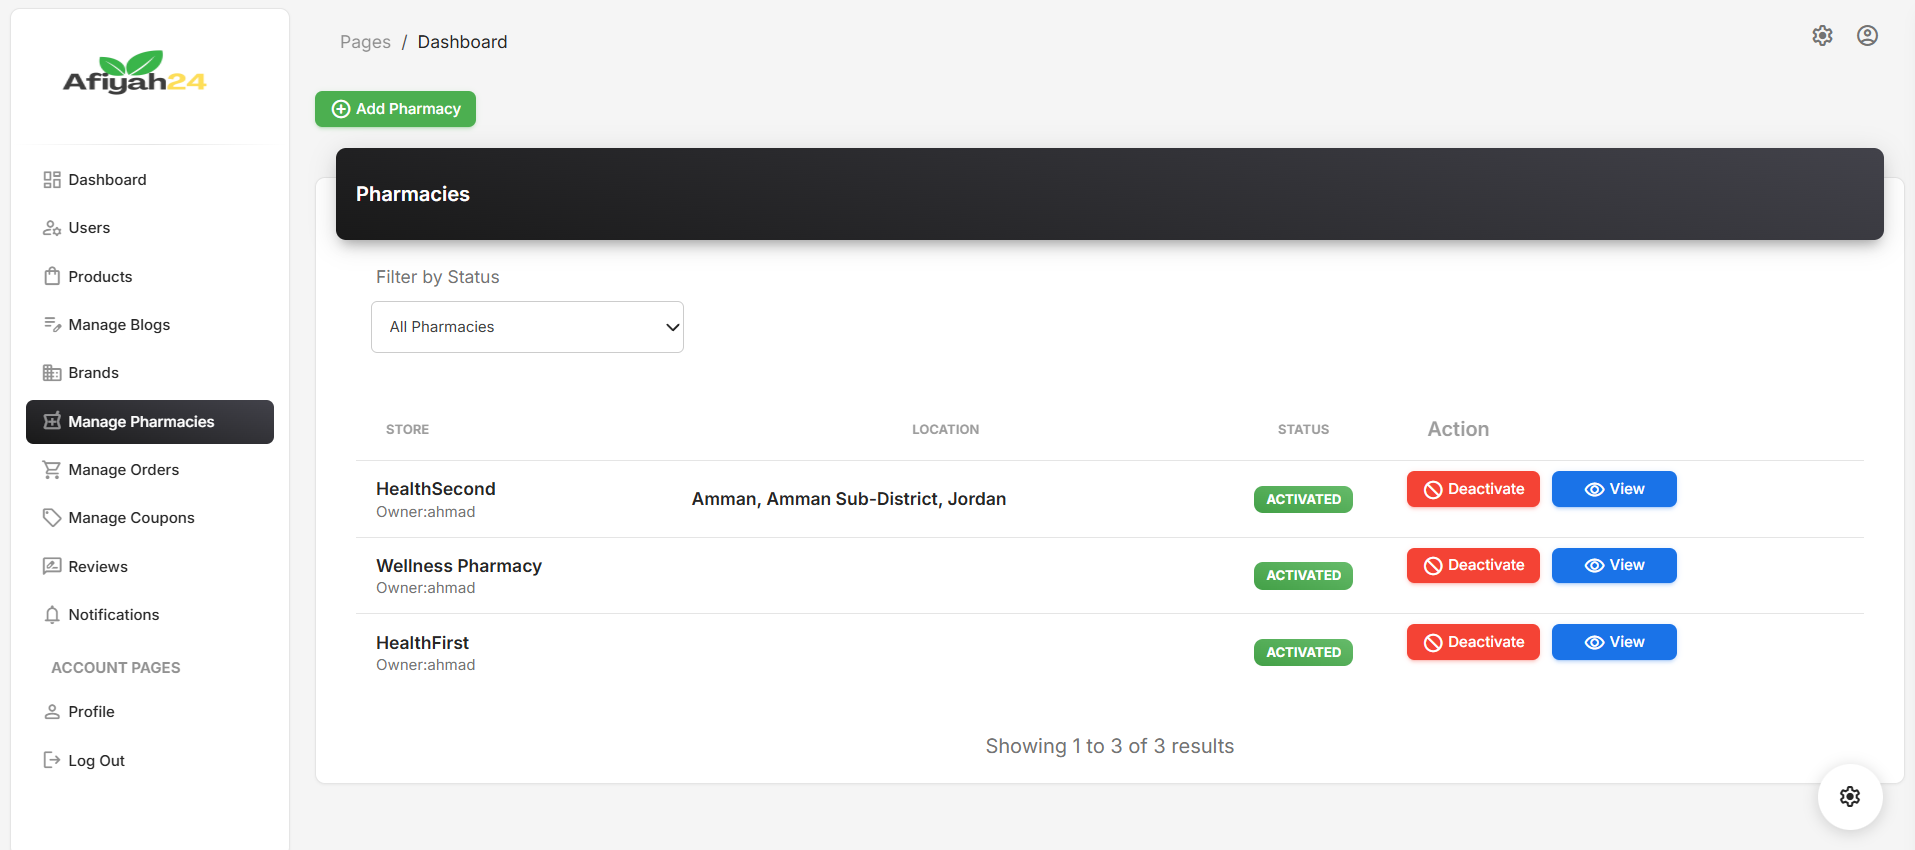 Afiyah24
Pages / Dashboard
Add Pharmacy
Dashboard
Users
Products
Manage Blogs
Brands
Manage Pharmacies
Manage Orders
Manage Coupons
Reviews
Notifications
ACCOUNT PAGES
Profile
Log Out
Pharmacies
Filter by Status
All Pharmacies
STORE LOCATION STATUS Action
HealthSecond
Owner:ahmad
Amman, Amman Sub-District, Jordan
ACTIVATED
Deactivate View
Wellness Pharmacy
Owner:ahmad
ACTIVATED
Deactivate View
HealthFirst
Owner:ahmad
ACTIVATED
Deactivate View
Showing 1 to 3 of 3 results